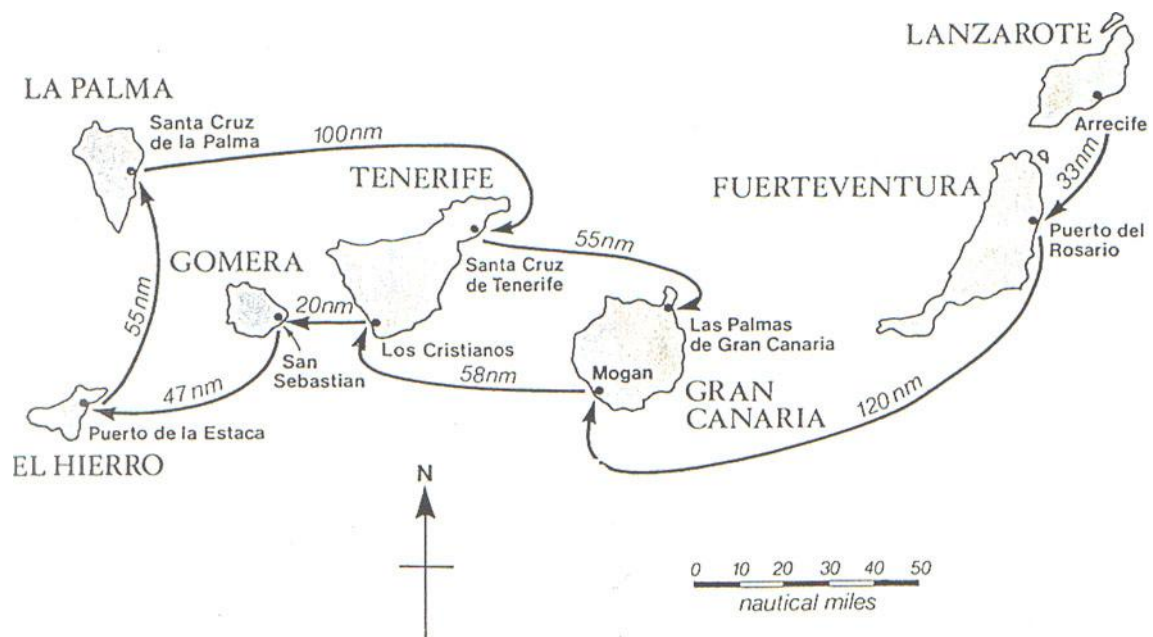 LANZAROTE
LA PALMA
Santa Cruz
de la Palma
100nm
Arrecife
TENERIFE
FUERTEVENTURA
33nm
Puerto del
Rosario
55nm
GOMERA
Santa Cruz
de Tenerife
55nm
20nm
Las Palmas
de Gran Canaria
Los Cristianos
San
Sebastian
58nm
Mogan
GRAN
CANARIA
47nm
120nm
Puerto de la Estaca
EL HIERRO
N
0 10 20 30 40 50
nautical miles